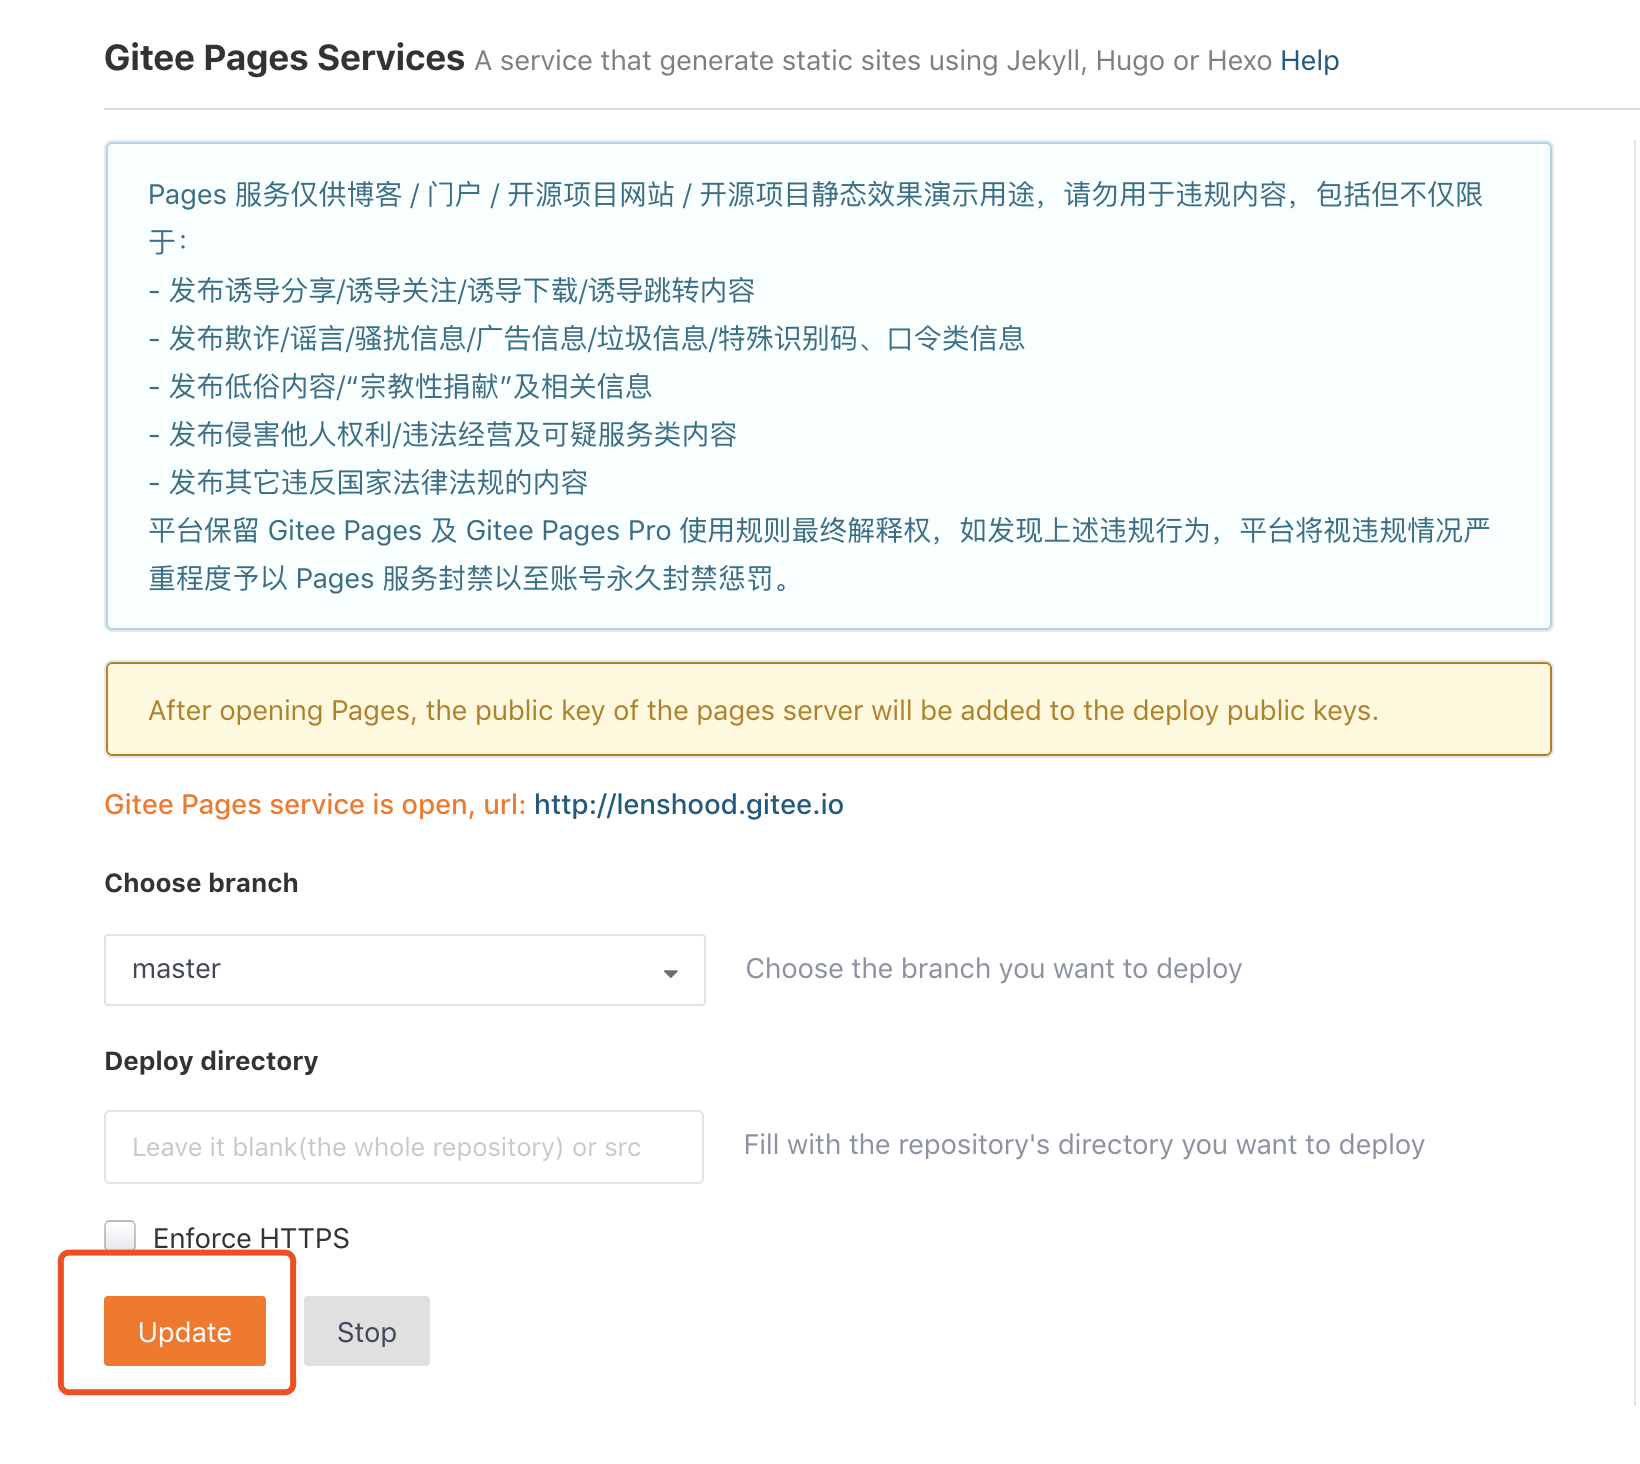 Gitee Pages Services A service that generate static sites using Jekyll, Hugo or Hexo Help
Pages 服务仅供博客 / 门户 / 开源项目网站 / 开源项目静态效果演示用途，请勿用于违规内容，包括但不仅限
于：
- 发布诱导分享/诱导关注/诱导下载/诱导跳转内容
- 发布欺诈/谣言/骚扰信息/广告信息/垃圾信息/特殊识别码、口令类信息
- 发布低俗内容/“宗教性捐献”及相关信息
- 发布侵害他人权利/违法经营及可疑服务类内容
- 发布其它违反国家法律法规的内容
平台保留 Gitee Pages 及 Gitee Pages Pro 使用规则最终解释权，如发现上述违规行为，平台将视违规情况严
重程度予以 Pages 服务封禁以至账号永久封禁惩罚。
After opening Pages, the public key of the pages server will be added to the deploy public keys.
Gitee Pages service is open, url: http://lenshood.gitee.io
Choose branch
master Choose the branch you want to deploy
Deploy directory
Leave it blank(the whole repository) or src Fill with the repository's directory you want to deploy
Enforce HTTPS
Update Stop